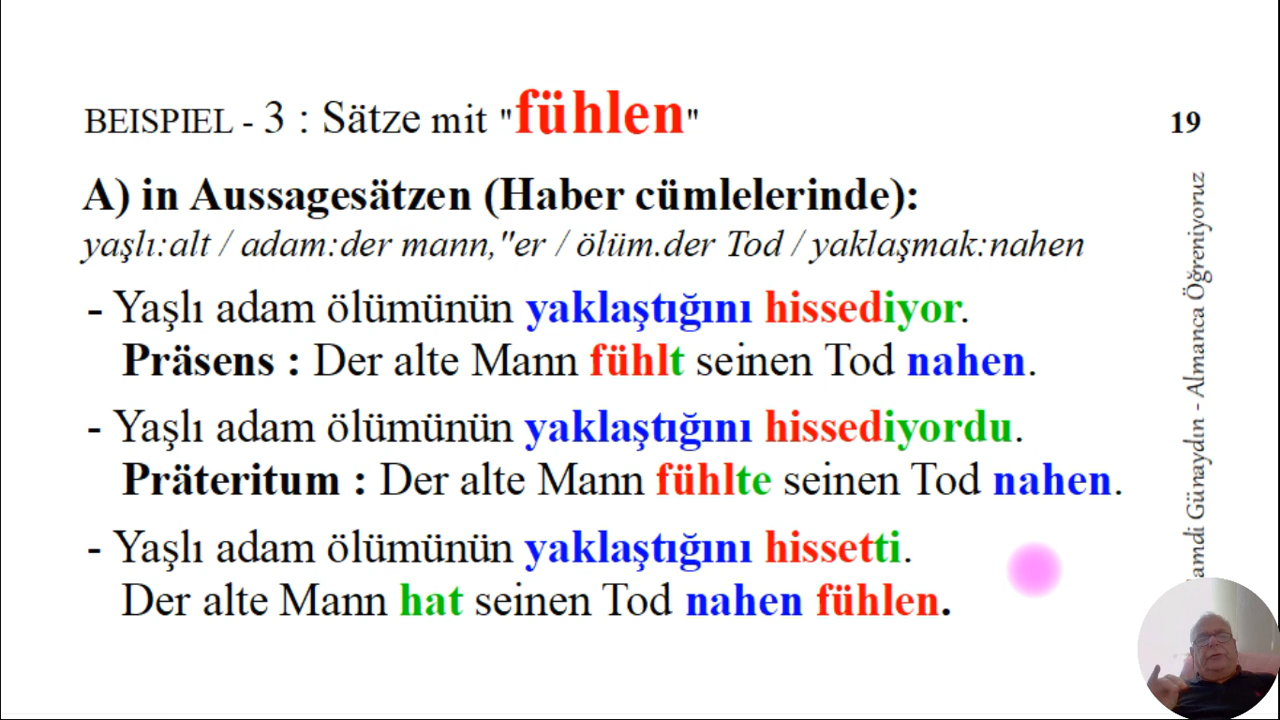 BEISPIEL - 3 : Sätze mit "fühlen"
19
A) in Aussagesätzen (Haber cümlelerinde):
yaşlı:alt / adam:der mann,"er / ölüm.der Tod / yaklaşmak:nahen
- Yaşlı adam ölümünün yaklaştığını hissediyor.
Präsens : Der alte Mann fühlt seinen Tod nahen.
- Yaşlı adam ölümünün yaklaştığını hissediyordu.
Präteritum : Der alte Mann fühlte seinen Tod nahen.
- Yaşlı adam ölümünün yaklaştığını hissetti.
Der alte Mann hat seinen Tod nahen fühlen.
Günaydın - Almanca Öğreniyoruz